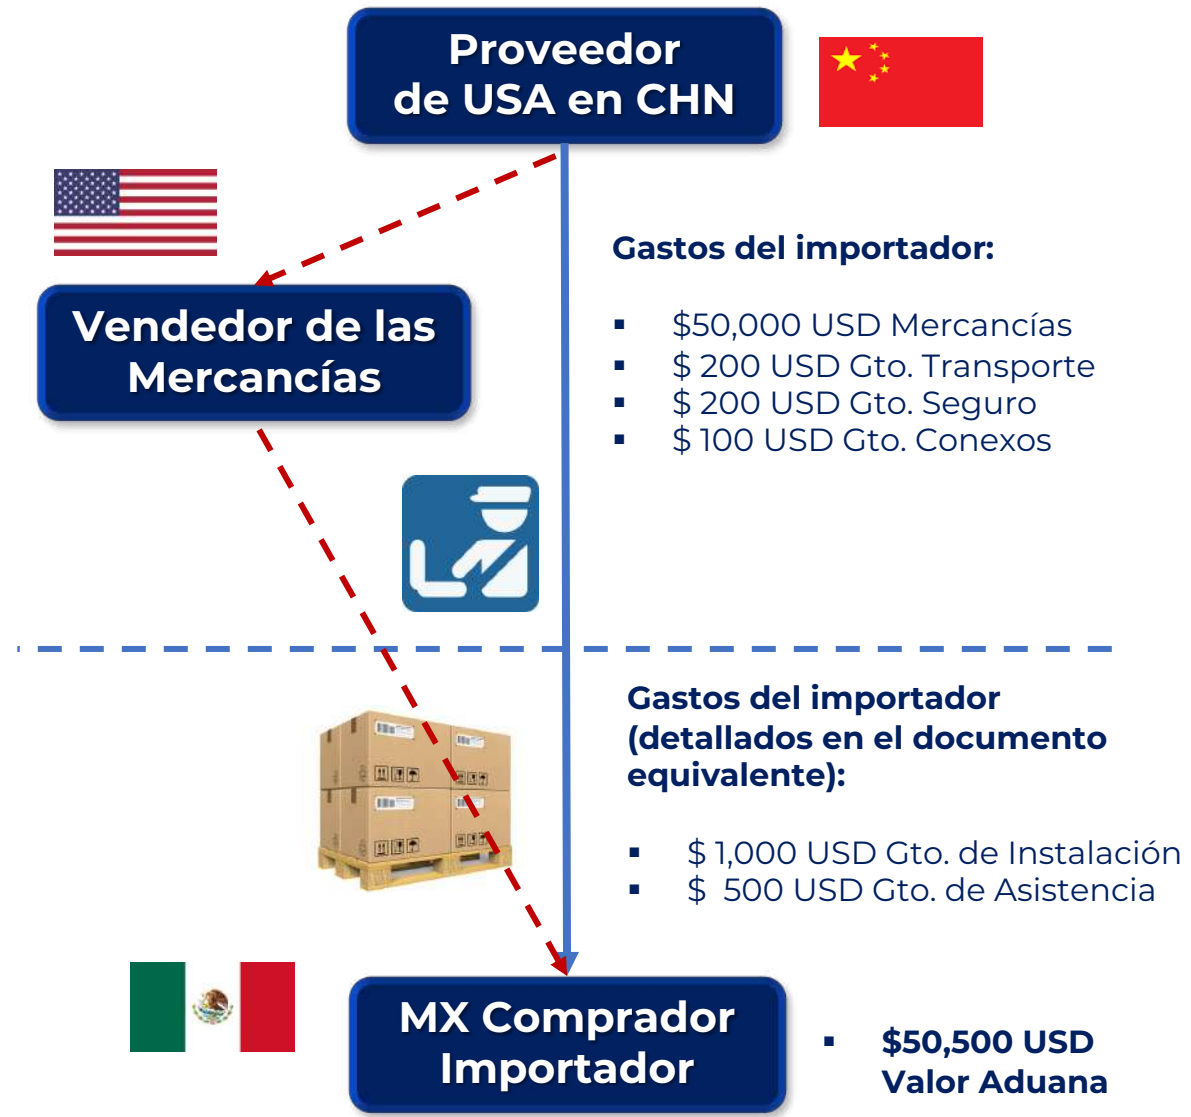 Proveedor
de USA en CHN
Vendedor de las
Mercancías
Gastos del importador:
▪ $50,000 USD Mercancías
▪ $ 200 USD Gto. Transporte
▪ $ 200 USD Gto. Seguro
▪ $ 100 USD Gto. Conexos
Gastos del importador
(detallados en el documento
equivalente):
▪ $ 1,000 USD Gto. de Instalación
▪ $ 500 USD Gto. de Asistencia
MX Comprador
Importador
▪ $50,500 USD
Valor Aduana